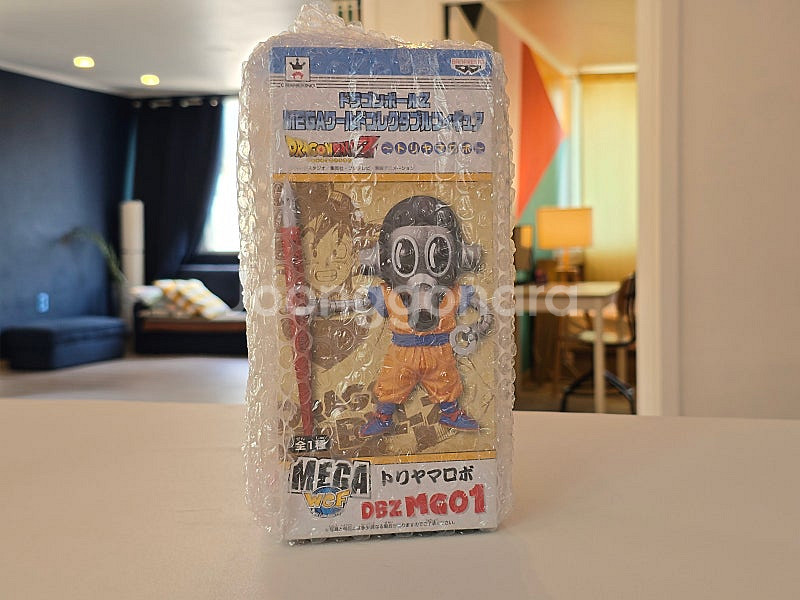 BANPRESTO
ドラゴンボールZ
MEGAワールドコレクタブルフィギュア
DRAGONBALL Z
~トリヤマロボ~
全1種
MEGA
WCF
トリヤマロボ
DBZ MG01
joonggonara